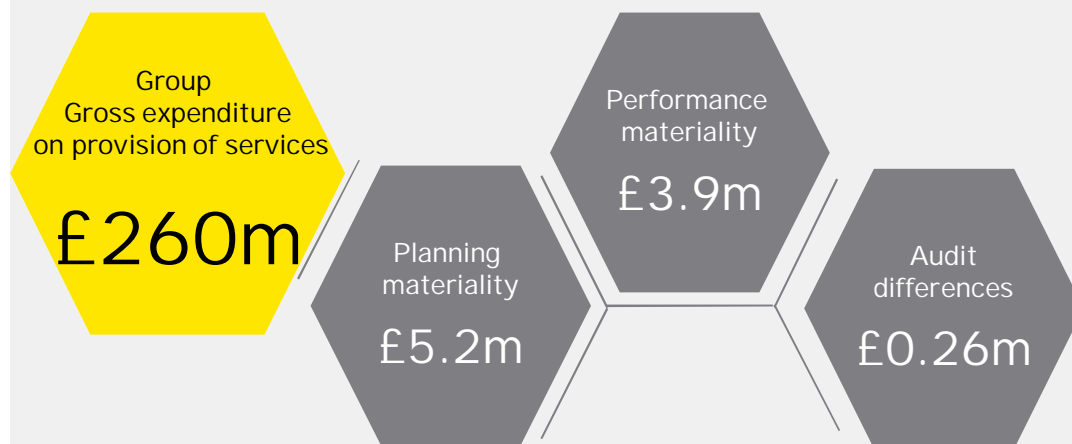 Group
Gross expenditure
on provision of services
£260m
Planning
materiality
£5.2m
Performance
materiality
£3.9m
Audit
differences
£0.26m